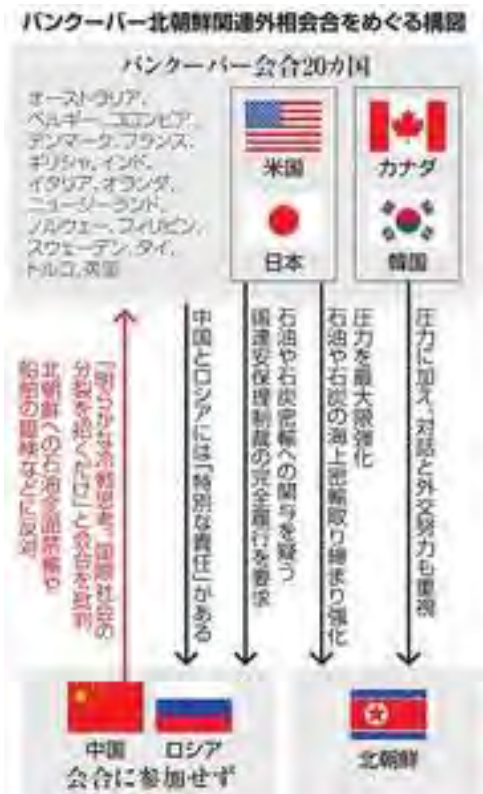 バンクーバー北朝鮮関連外相会合をめぐる構図
バンクーバー会合20か国
オーストラリア、
ベルギー、コロンビア、
デンマーク、フランス、
ギリシャ、インド、
イタリア、オランダ、
ニュージーランド、
ノルウェー、フィリピン、
スウェーデン、タイ、
トルコ、英国
米国
日本
カナダ
韓国
圧力に加え、対話と外交努力も重視
圧力を最大限強化
石油や石炭の海上密輸取り締まり強化
石油や石炭密輸への関与を疑う
国連安保理制裁の完全履行を要求
中国とロシアには「特別な責任」がある
「明らかな冷戦思考。国際社会の
分裂を招くだけ」と会合を批判
北朝鮮への石油全面禁輸や
船舶の臨検などに反対
中国
ロシア
会合に参加せず
北朝鮮